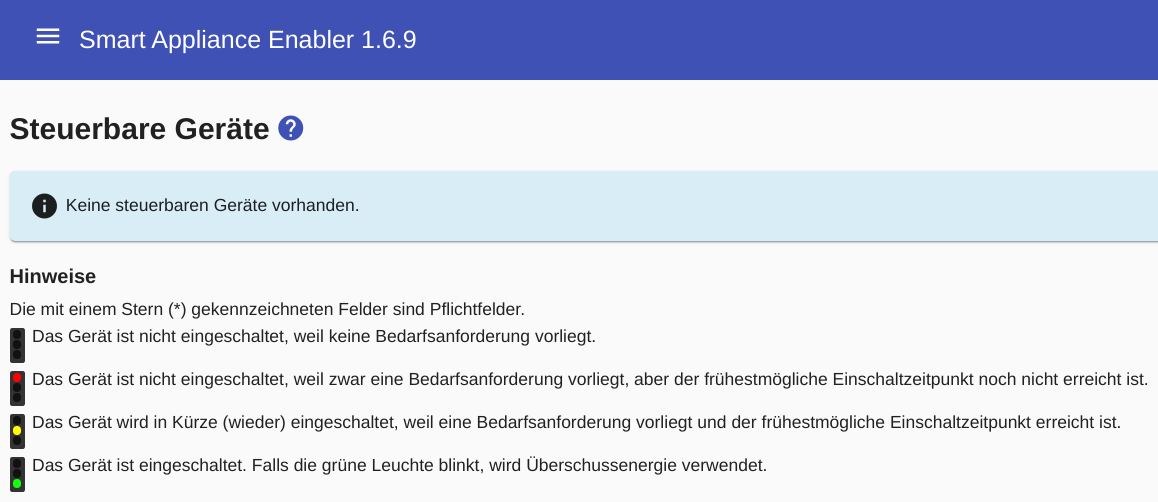 Smart Appliance Enabler 1.6.9
Steuerbare Geräte ?
Keine steuerbaren Geräte vorhanden.
Hinweise
Die mit einem Stern (*) gekennzeichneten Felder sind Pflichtfelder.
Das Gerät ist nicht eingeschaltet, weil keine Bedarfsanforderung vorliegt.
Das Gerät ist nicht eingeschaltet, weil zwar eine Bedarfsanforderung vorliegt, aber der frühestmögliche Einschaltzeitpunkt noch nicht erreicht ist.
Das Gerät wird in Kürze (wieder) eingeschaltet, weil eine Bedarfsanforderung vorliegt und der frühestmögliche Einschaltzeitpunkt erreicht ist.
Das Gerät ist eingeschaltet. Falls die grüne Leuchte blinkt, wird Überschussenergie verwendet.